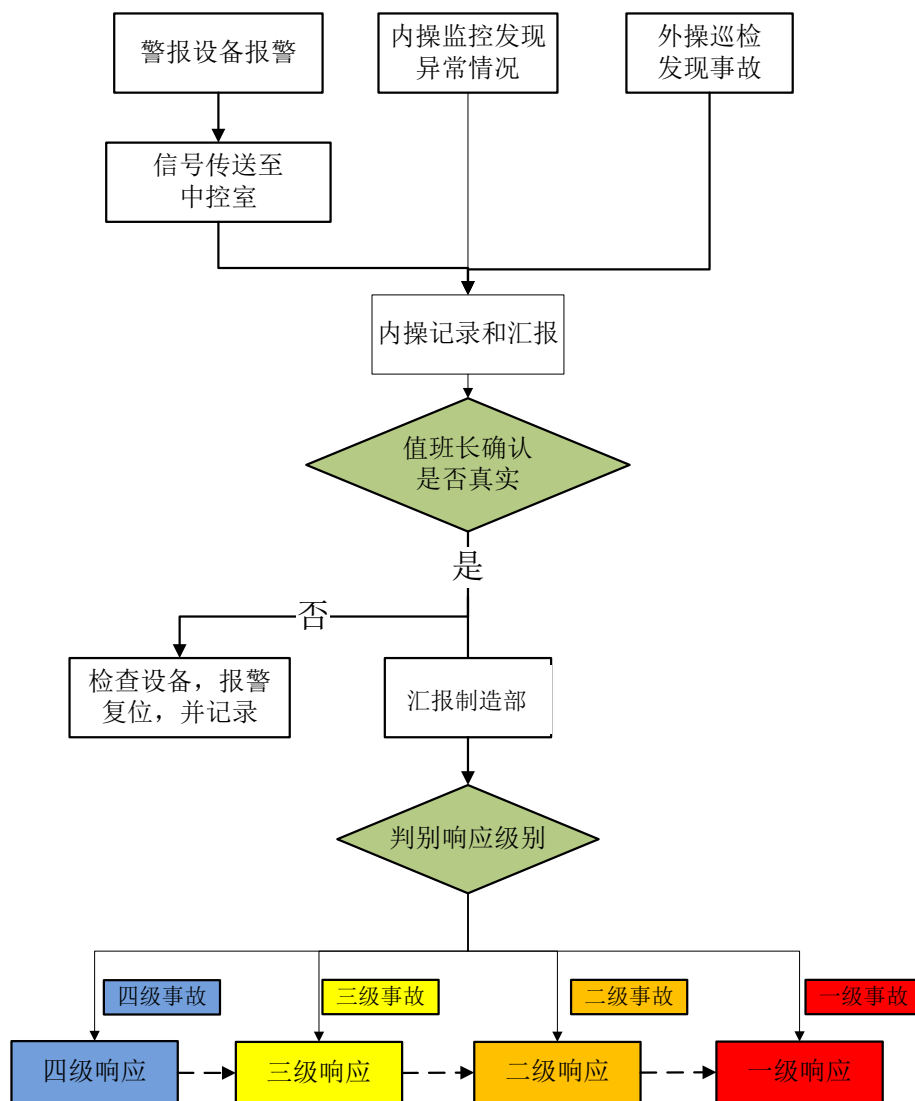 警报设备报警
内操监控发现
异常情况
外操巡检
发现事故
信号传送至
中控室
内操记录和汇报
值班长确认
是否真实
是
否
检查设备，报警
复位，并记录
汇报制造部
判别响应级别
四级事故
三级事故
二级事故
一级事故
四级响应
三级响应
二级响应
一级响应